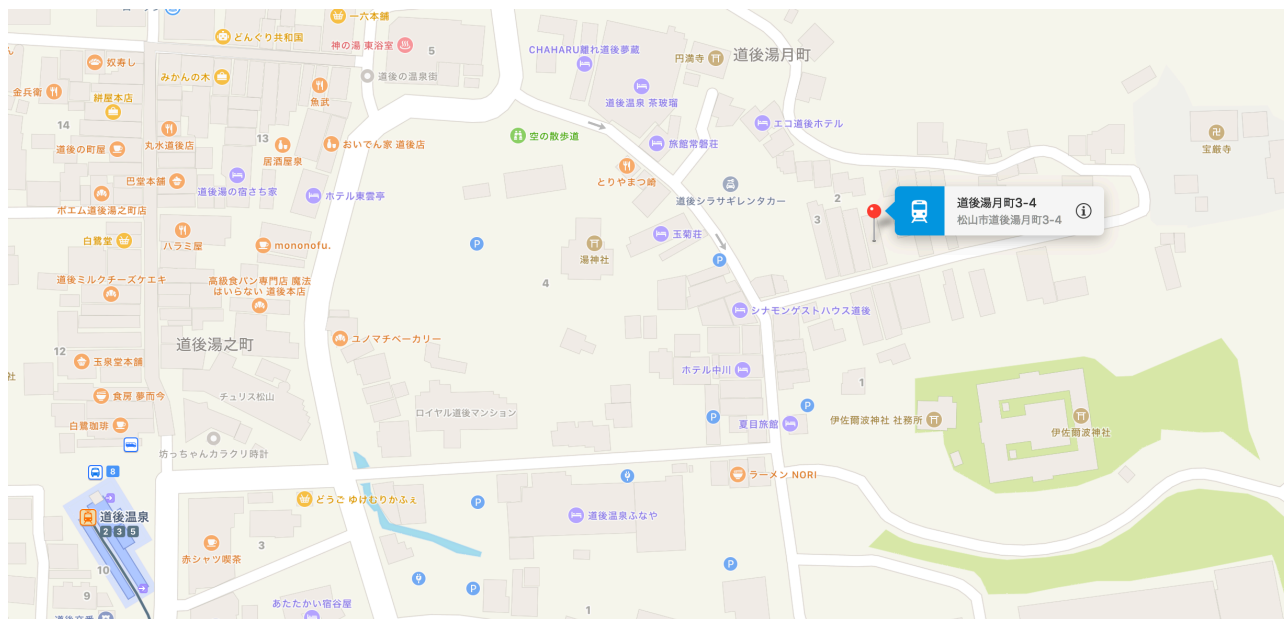 一六本舗
どんぐり共和国
神の湯 東浴室
5
CHAHARU離れ道後夢蔵
円満寺
道後湯月町
奴寿し
みかんの木
道後の温泉街
金兵衛
餅屋本店
魚武
道後温泉 茶玻瑠
14
丸水道後店
13
空の散歩道
エコ道後ホテル
宝厳寺
道後の町屋
居酒屋泉
おいでん家 道後店
旅館常磐荘
巴堂本舗
道後湯の宿さち家
ホテル東雲亭
とりやまつ崎
道後シラサギレンタカー
2
3
道後湯月町3-4
松山市道後湯月町3-4
ポエム道後湯之町店
ハラミ屋
白鷺堂
mononofu.
P
湯神社
玉菊荘
P
道後ミルクチーズケエキ
高級食パン専門店 魔法
はいらない 道後本店
4
シナモンゲストハウス道後
ユノマチベーカリー
道後湯之町
12
玉泉堂本舗
ホテル中川
1
社
食房 夢而今
チュリス松山
ロイヤル道後マンション
P
P
白鷺珈琲
夏目旅館
伊佐爾波神社 社務所
伊佐爾波神社
坊っちゃんカラクリ時計
8
ラーメン NORI
どうご ゆけむりかふぇ
P
道後温泉
2 3 5
道後温泉ふなや
赤シャツ喫茶
3
10
P
P
9
あたたかい宿谷屋
1